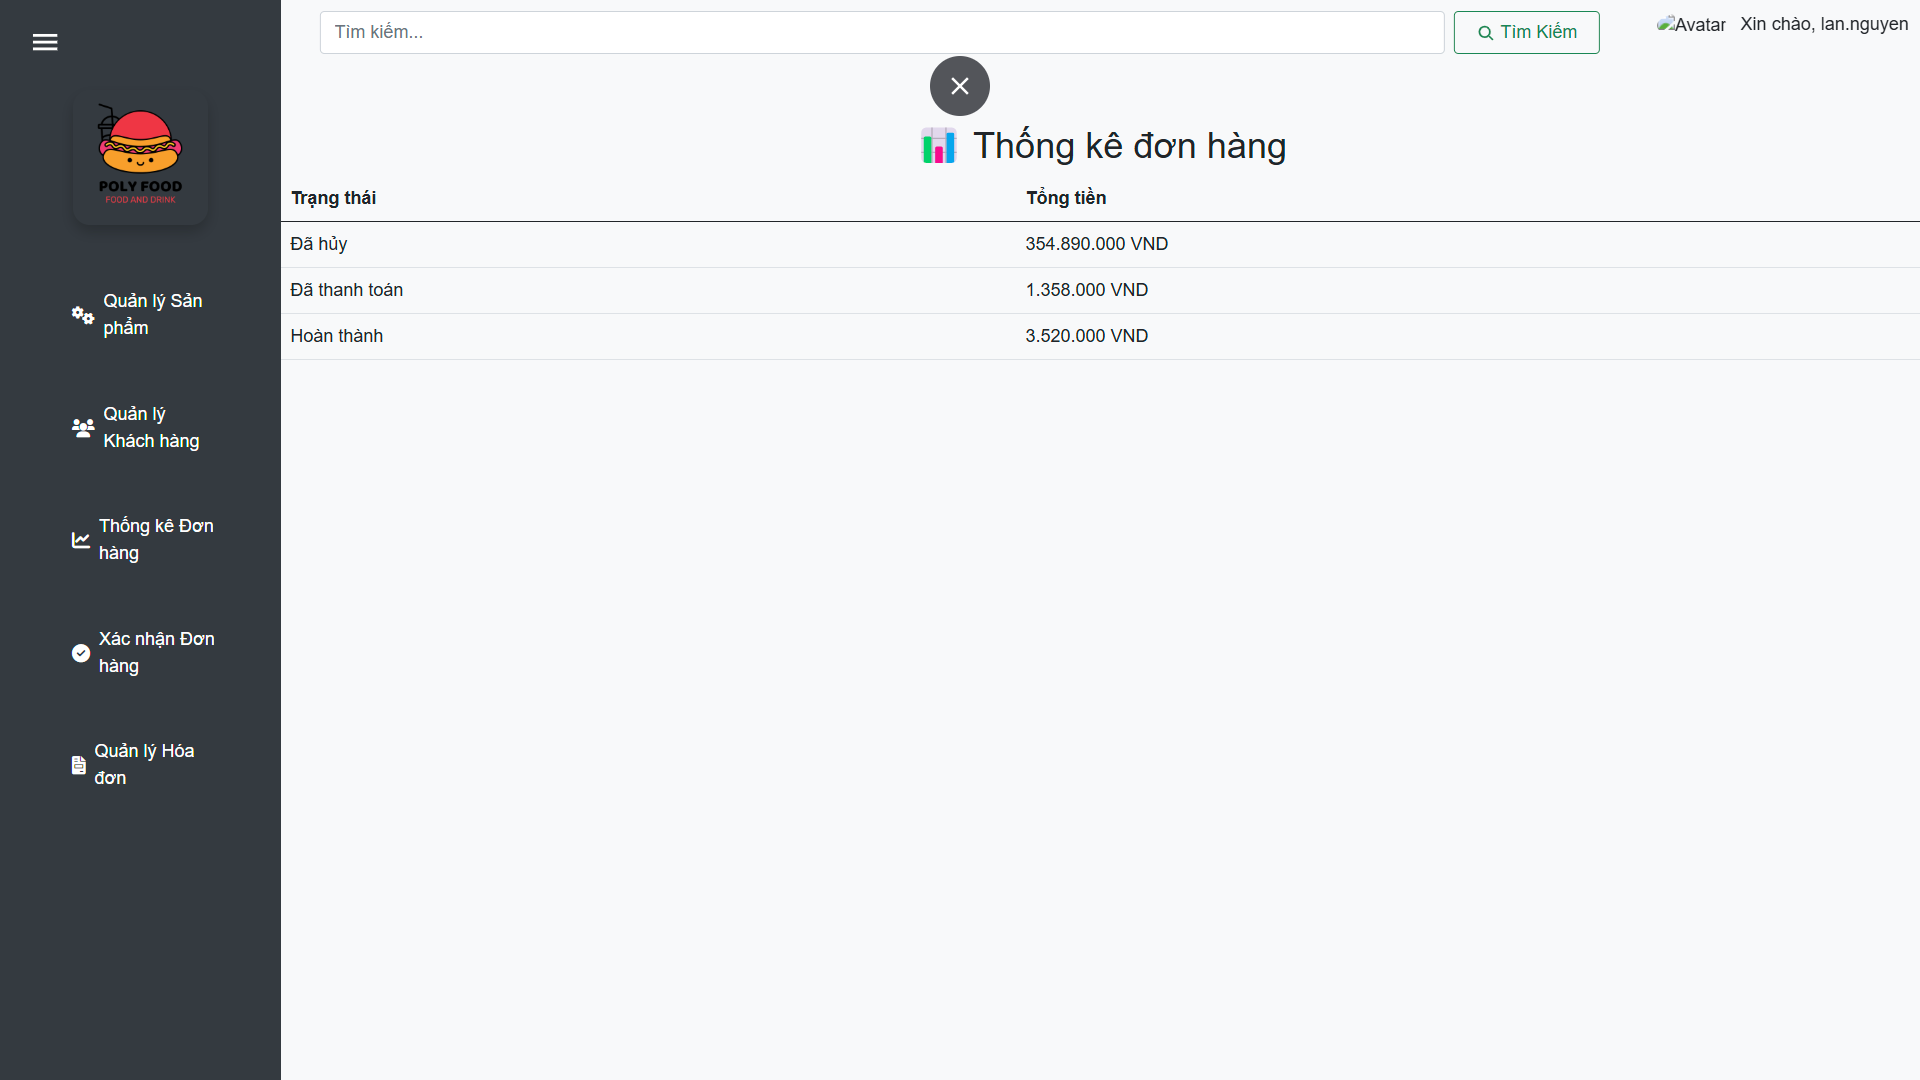 Tìm kiếm...
Tìm Kiếm
Avatar
Xin chào, lan.nguyen
POLY FOOD
FOOD AND DRINK
Quản lý Sản
phẩm
Quản lý
Khách hàng
Thống kê Đơn
hàng
Xác nhận Đơn
hàng
Quản lý Hóa
đơn
Thống kê đơn hàng
Trạng thái Tổng tiền
Đã hủy 354.890.000 VND
Đã thanh toán 1.358.000 VND
Hoàn thành 3.520.000 VND